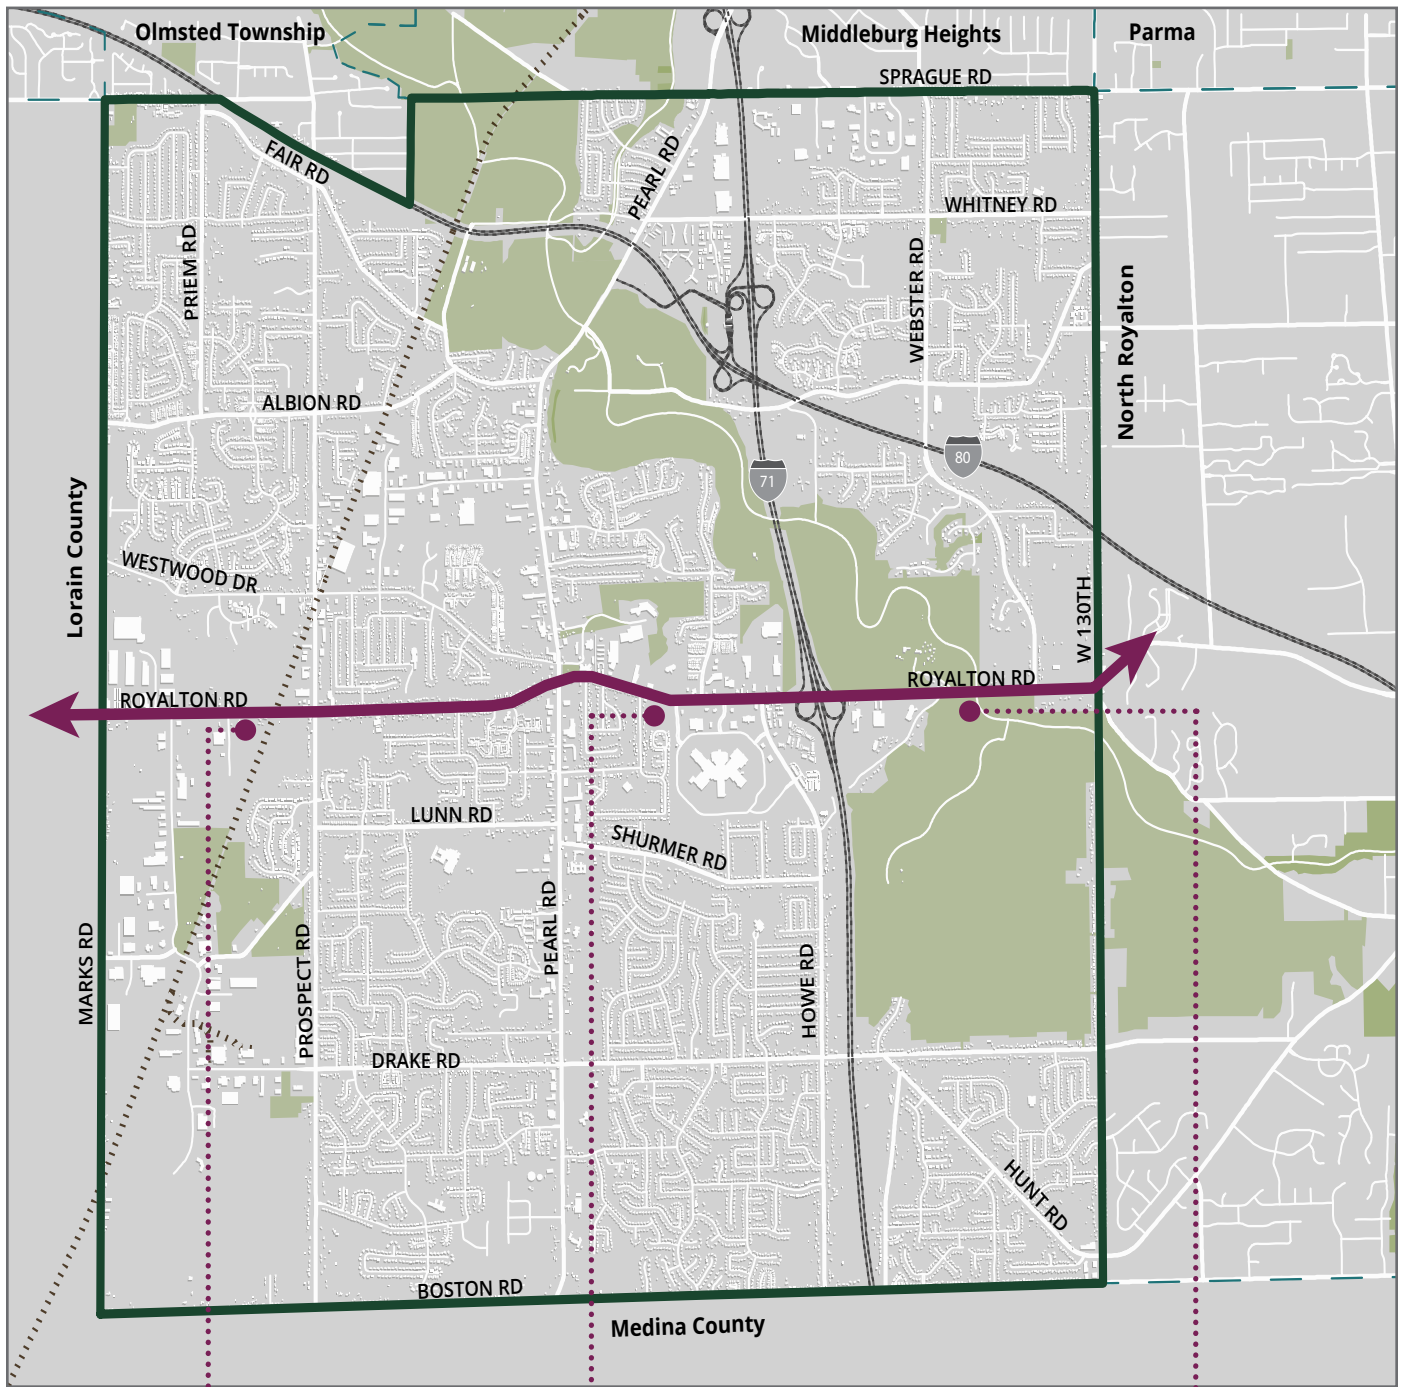 Olmsted Township
Middleburg Heights
Parma
SPRAGUE RD
FAIR RD
PEARL RD
WHITNEY RD
PRIEM RD
WEBSTER RD
North Royalton
ALBION RD
80
71
Lorain County
WESTWOOD DR
W 130TH
ROYALTON RD
ROYALTON RD
LUNN RD
SHURMER RD
PEARL RD
MARKS RD
PROSPECT RD
HOWE RD
DRAKE RD
HUNT RD
BOSTON RD
Medina County